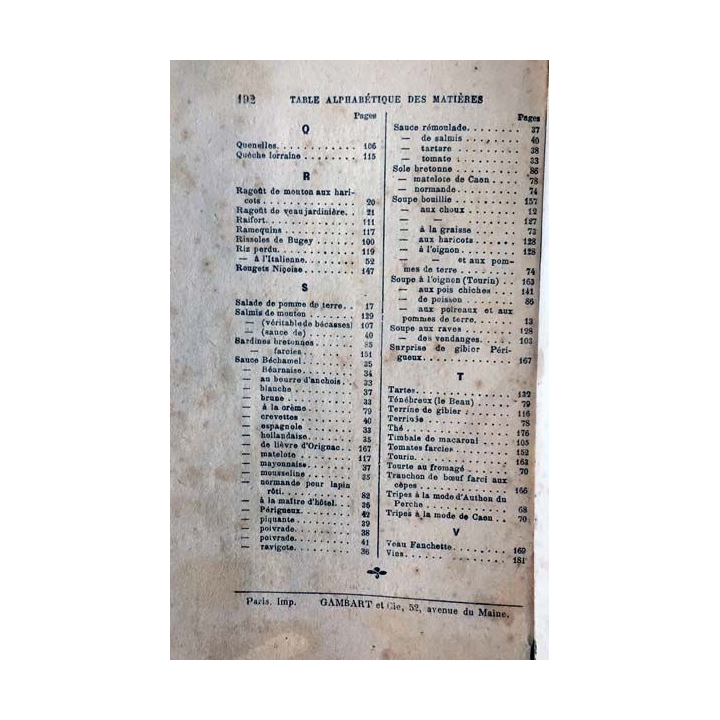 192 TABLE ALPHABÉTIQUE DES MATIÈRES
Pages
Q
Quenelles. . . . . . . . . . . . 106
Quèche lorraine . . . . . . . . . 115
R
Ragoût de mouton aux hari-
cots . . . . . . . . . . . . . . 20
Ragoût de veau jardinière. . 21
Raifort. . . . . . . . . . . . . 111
Ramequins . . . . . . . . . . . 117
Rissoles de Bugey . . . . . . . 100
Riz perdu. . . . . . . . . . . . 119
— à l'Italienne. . . . . . . . . 52
Rougets Niçoise. . . . . . . . . 147
S
Salade de pomme de terre. . 17
Salmis de mouton . . . . . . . 129
— (véritable de bécasses) 107
— (sauce de) . . . . . . . 40
Sardines bretonnes . . . . . . 85
— farcies. . . . . . . . . 151
Sauce Béchamel . . . . . . . . 35
— Béarnaise. . . . . . . . 34
— au beurre d'anchois. . . 33
— blanche . . . . . . . . 37
— brune . . . . . . . . . 33
— à la crème. . . . . . . 79
— crevettes . . . . . . . . 40
— espagnole . . . . . . . 33
— hollandaise. . . . . . . 35
— de lièvre d'Orignac. . 167
— matelote . . . . . . . . 117
— mayonnaise . . . . . . 37
— mousseline . . . . . . . 35
— normande pour lapin
rôti. . . . . . . . . . . 82
— à la maître d'hôtel. . . 36
— Périgueux. . . . . . . . 42
— piquante . . . . . . . . 39
— poivrade. . . . . . . . . 38
— poivrade. . . . . . . . . 41
— ravigote. . . . . . . . . 36
Pages
Sauce rémoulade. . . . . . . . 37
— de salmis . . . . . . . . 40
— tartare . . . . . . . . . 38
— tomate . . . . . . . . . 33
Sole bretonne . . . . . . . . . 86
— matelote de Caen . . . . 78
— normande. . . . . . . . . 74
Soupe bouillie . . . . . . . . . 157
— aux choux . . . . . . . 12
— — . . . . . . . 127
— à la graisse . . . . . . 73
— aux haricots. . . . . . 128
— à l'oignon . . . . . . . 128
— — et aux pom-
mes de terre. . . . . . . . . 74
Soupe à l'oignon (Tourin) . . 163
— aux pois chiches . . . . 141
— de poisson . . . . . . . 86
— aux poireaux et aux
pommes de terre. . . . . . . 13
Soupe aux raves . . . . . . . . 128
— des vendanges. . . . . . 103
Surprise de gibier Péri-
gueux. . . . . . . . . . . . . 167
T
Tartes. . . . . . . . . . . . . . 132
Ténébreux (le Beau) . . . . . 79
Terrine de gibier . . . . . . . 116
78
Thé . . . . . . . . . . . . . . . 176
Timbale de macaroni . . . . . 105
Tomates farcies . . . . . . . . 152
Tourin. . . . . . . . . . . . . . 163
Tourte au fromage . . . . . . 70
Trauchon de bœuf farci aux
cèpes . . . . . . . . . . . . . 166
Tripes à la mode d'Authon du
Perche . . . . . . . . . . . . 68
Tripes à la mode de Caen . . 70
V
Veau Fanchette. . . . . . . . . 169
Vins. . . . . . . . . . . . . . . 181
Paris. Imp. GAMBART et Cie, 52, avenue du Maine.